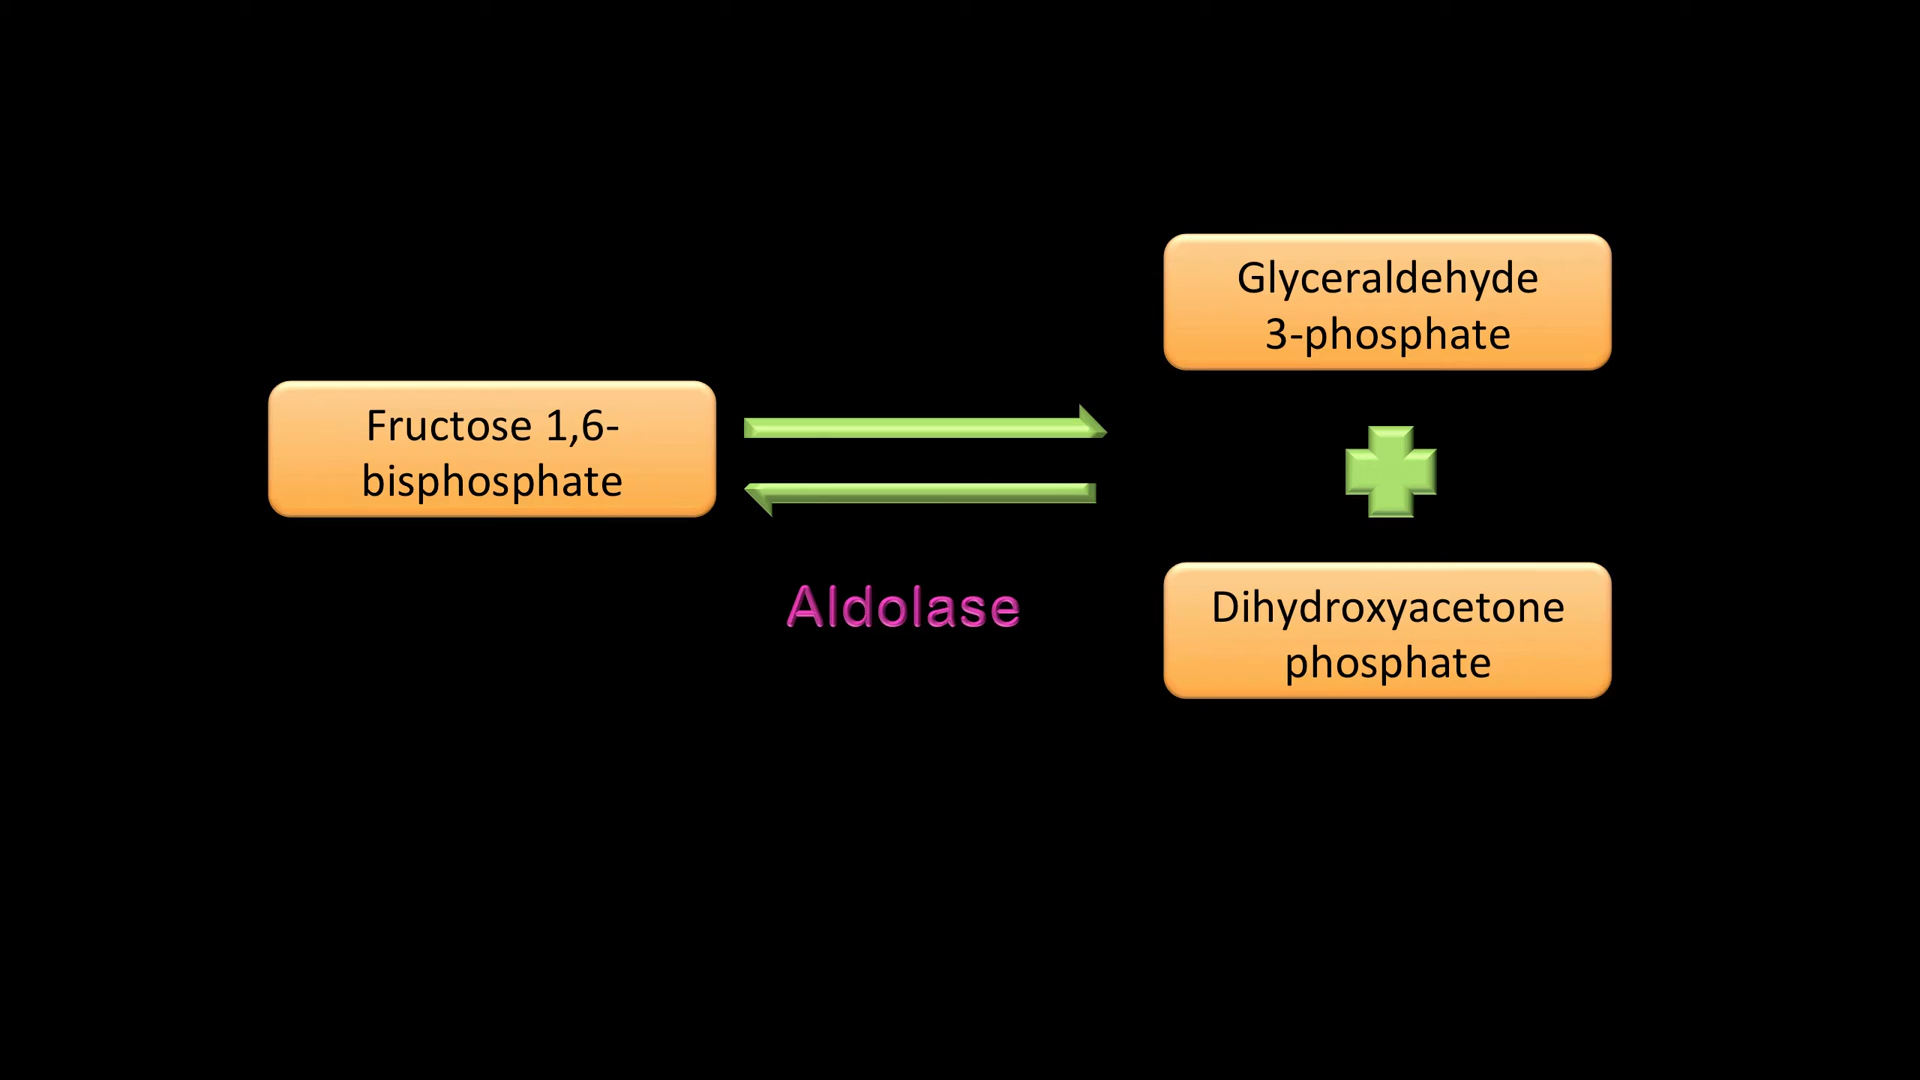 Fructose 1,6-
bisphosphate
Aldolase
Glyceraldehyde
3-phosphate
Dihydroxyacetone
phosphate